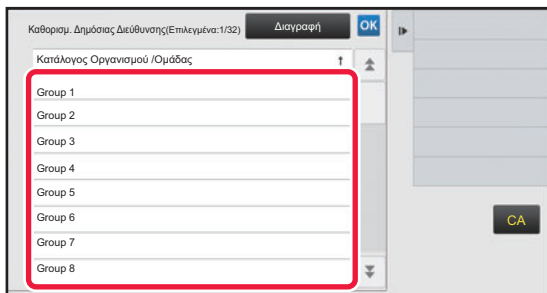 Καθορισμ. Δημόσιας Διεύθυνσης(Επιλεγμένα:1/32) Διαγραφή OK
Κατάλογος Οργανισμού /Ομάδας
Group 1
Group 2
Group 3
Group 4
Group 5
Group 6
CA
Group 7
Group 8